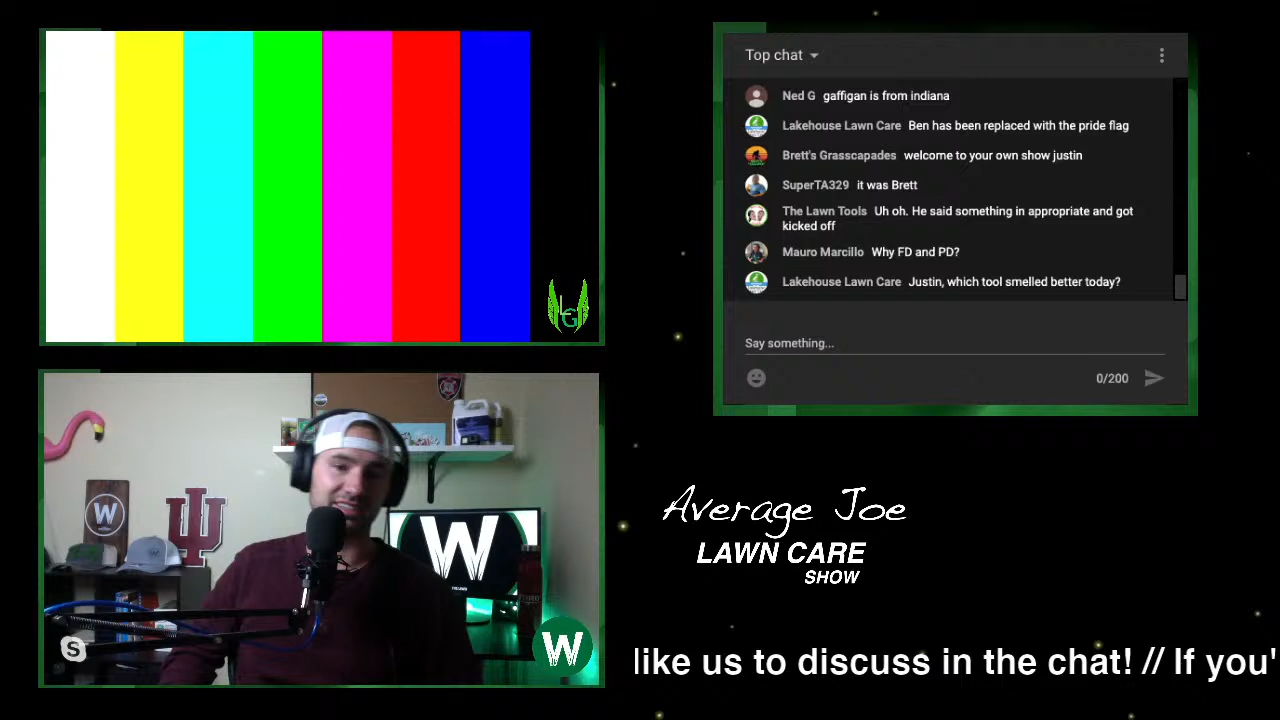 Top chat
Ned G gaffigan is from indiana
Lakehouse Lawn Care Ben has been replaced with the pride flag
Brett's Grasscapades welcome to your own show justin
SuperTA329 it was Brett
The Lawn Tools Uh oh. He said something in appropriate and got
kicked off
Mauro Marcillo Why FD and PD?
Lakehouse Lawn Care Justin, which tool smelled better today?
Say something...
0/200
LG
W
IU
W
W
S
Average Joe
LAWN CARE
SHOW
like us to discuss in the chat! // If you'